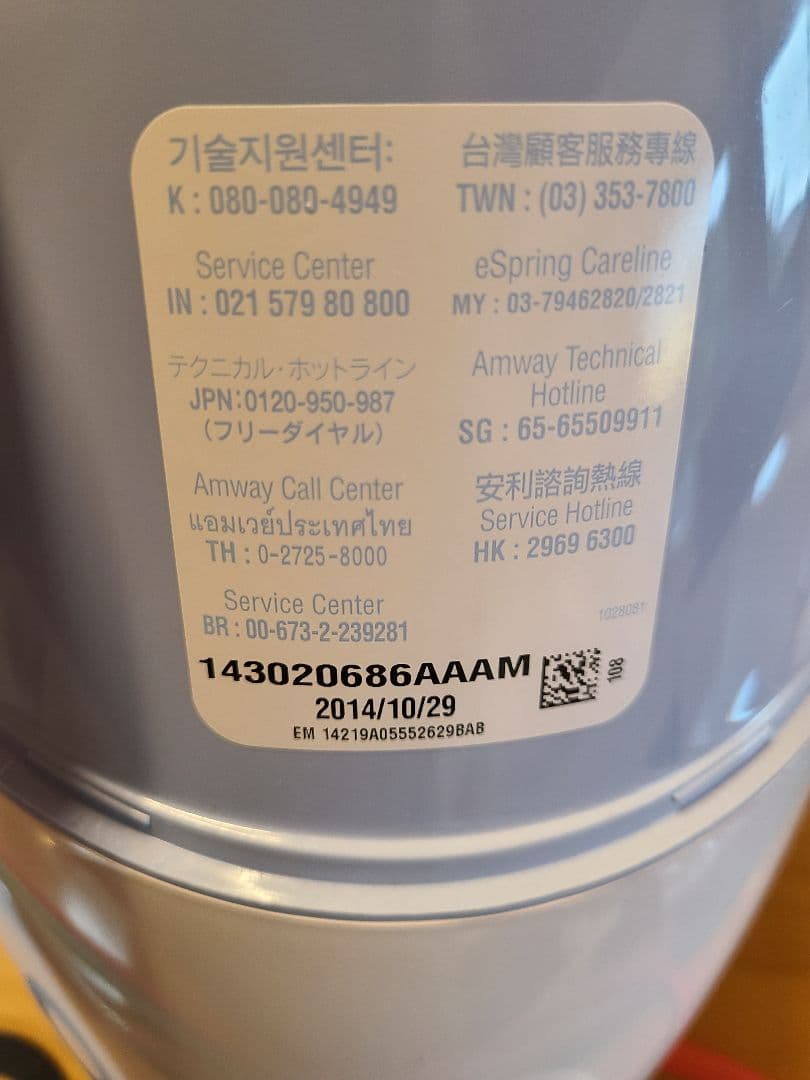 기술지원센터:
K : 080-080-4949
台灣顧客服務專線
TWN : (03) 353-7800
Service Center
IN : 021 579 80 800
eSpring Careline
MY : 03-79462820/2821
テクニカル・ホットライン
JPN:0120-950-987
(フリーダイヤル)
Amway Technical
Hotline
SG : 65-65509911
Amway Call Center
แอมเวย์ประเทศไทย
TH : 0-2725-8000
安利諮詢熱線
Service Hotline
HK : 2969 6300
Service Center
BR : 00-673-2-239281
143020686AAAM
108
2014/10/29
EM 14219A05552629BAB